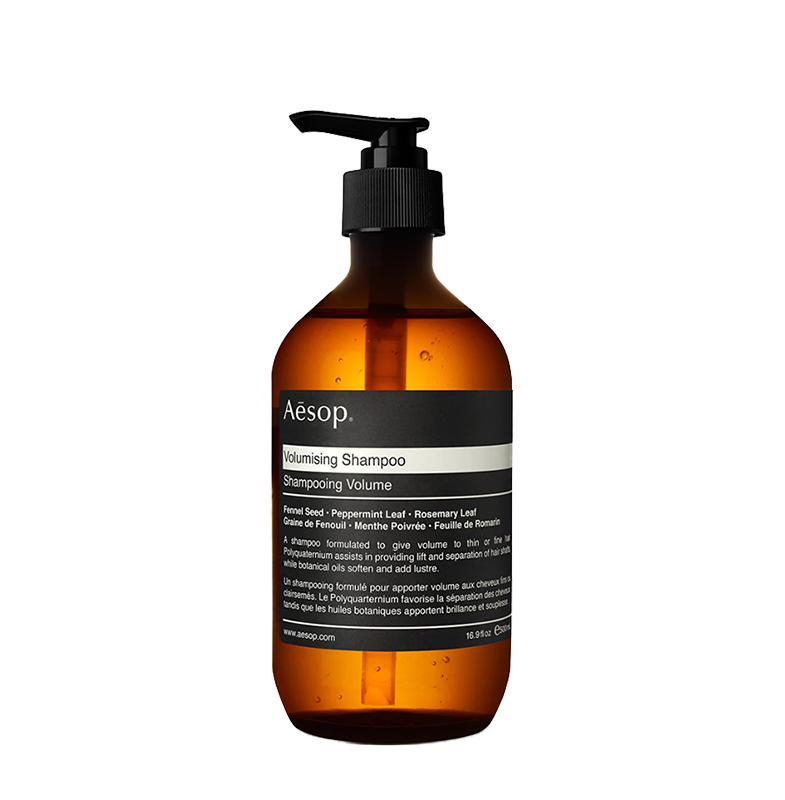 Aēsop®
Volumising Shampoo
Shampooing Volume
Fennel Seed · Peppermint Leaf · Rosemary Leaf
Graine de Fenouil · Menthe Poivrée · Feuille de Romarin
A shampoo formulated to give volume to thin or fine hair.
Polyquaternium assists in providing lift and separation of hair shafts,
while botanical oils soften and add lustre.
Un shampooing formulé pour apporter volume aux cheveux fins ou
clairsemés. Le Polyquarternium favorise la séparation des cheveux
tandis que les huiles botaniques apportent brillance et souplesse.
www.aesop.com 16.9 fl oz ℮500mL